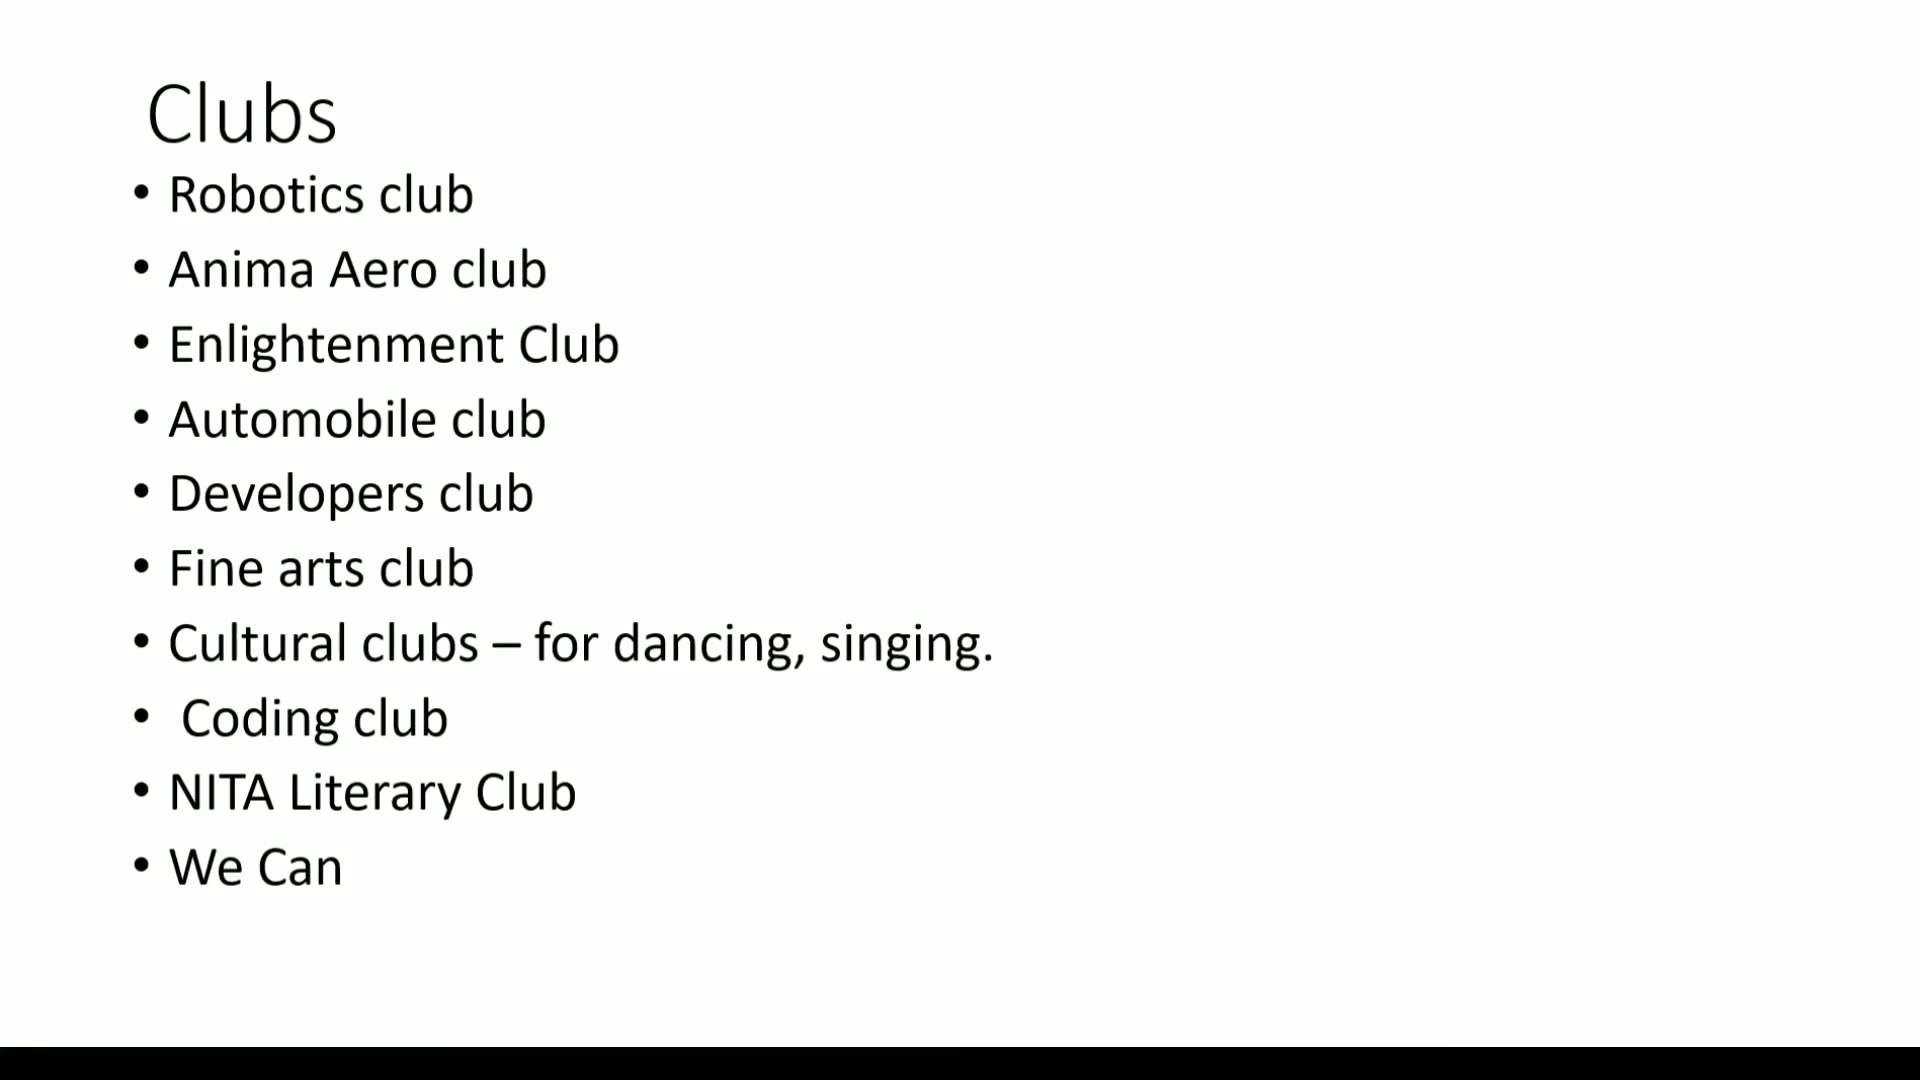 Clubs
• Robotics club
• Anima Aero club
• Enlightenment Club
• Automobile club
• Developers club
• Fine arts club
• Cultural clubs – for dancing, singing.
• Coding club
• NITA Literary Club
• We Can